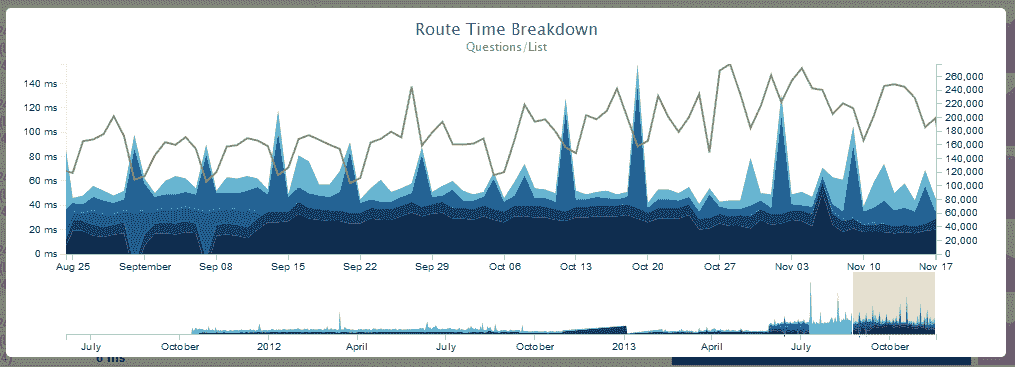 Route Time Breakdown
Questions/List
140 ms
120 ms
100 ms
80 ms
60 ms
40 ms
20 ms
0 ms
260,000
240,000
220,000
200,000
180,000
160,000
140,000
120,000
100,000
80,000
60,000
40,000
20,000
0
Aug 25 September Sep 08 Sep 15 Sep 22 Sep 29 Oct 06 Oct 13 Oct 20 Oct 27 Nov 03 Nov 10 Nov 17
July October 2012 April July October 2013 April July October
0 ms